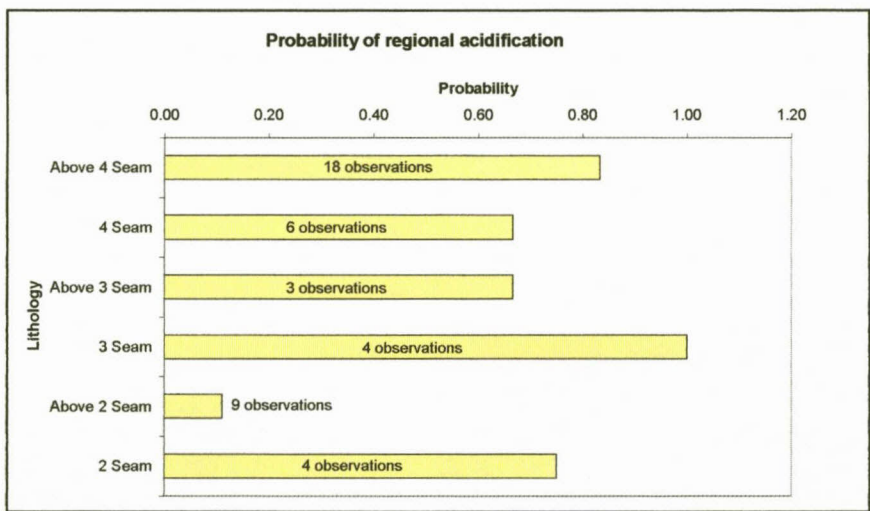 Probability of regional acidification
Probability
0.00 0.20 0.40 0.60 0.80 1.00 1.20
Lithology
Above 4 Seam 18 observations
4 Seam 6 observations
Above 3 Seam 3 observations
3 Seam 4 observations
Above 2 Seam 9 observations
2 Seam 4 observations